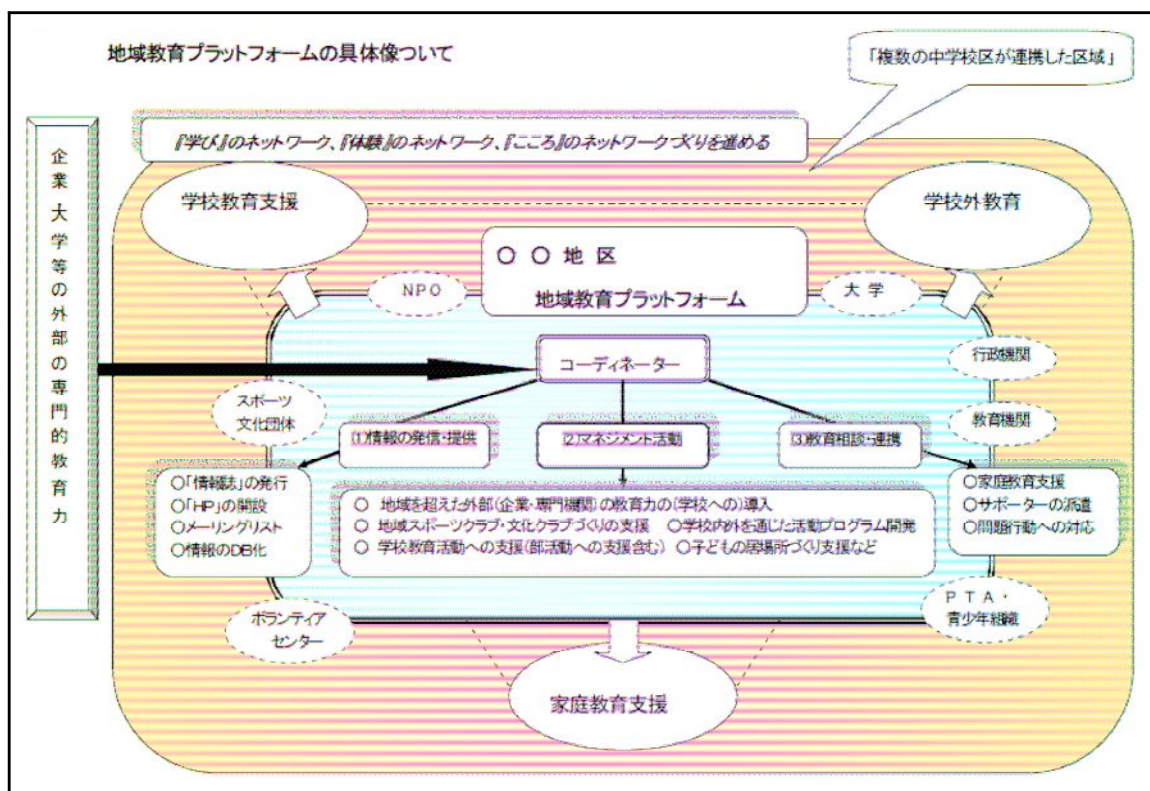 地域教育プラットフォームの具体像ついて
「複数の中学校区が連携した区域」
企業大学等の外部の専門的教育力
『学び』のネットワーク、『体験』のネットワーク、『こころ』のネットワークづくりを進める
学校教育支援
学校外教育
○○地区
地域教育プラットフォーム
NPO
大学
コーディネーター
行政機関
スポーツ
文化団体
教育機関
(1)情報の発信・提供
(2)マネジメント活動
(3)教育相談・連携
○「情報誌」の発行
○「HP」の開設
○メーリングリスト
○情報のDB化
○ 地域を超えた外部(企業・専門機関)の教育力の(学校への)導入
○ 地域スポーツクラブ・文化クラブづくりの支援 ○学校内外を通じた活動プログラム開発
○ 学校教育活動への支援(部活動への支援含む) ○子どもの居場所づくり支援など
○家庭教育支援
○サポーターの派遣
○問題行動への対応
ボランティア
センター
PTA・
青少年組織
家庭教育支援